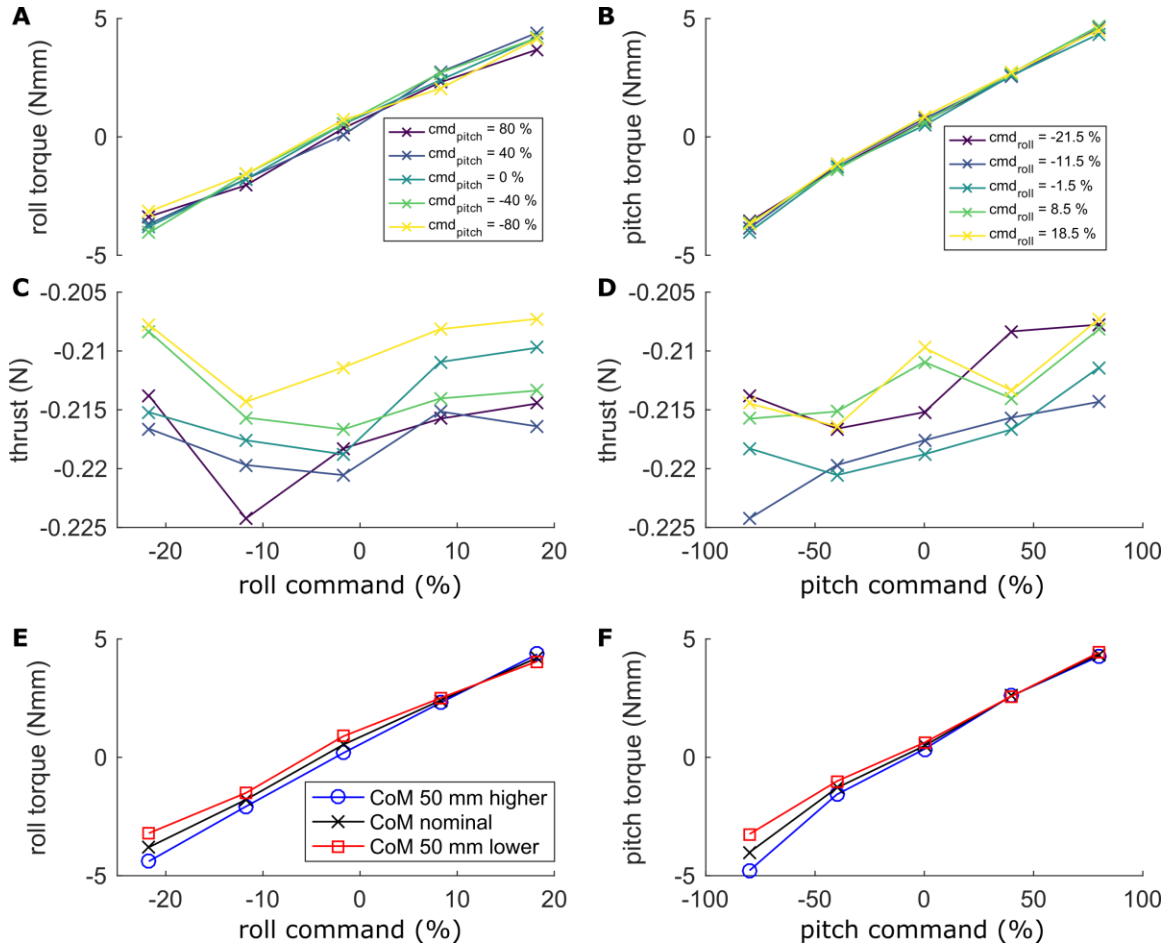 A
roll torque (Nmm)
5
0
-5
cmd_pitch = 80 %
cmd_pitch = 40 %
cmd_pitch = 0 %
cmd_pitch = -40 %
cmd_pitch = -80 %
B
pitch torque (Nmm)
5
0
-5
cmd_roll = -21.5 %
cmd_roll = -11.5 %
cmd_roll = -1.5 %
cmd_roll = 8.5 %
cmd_roll = 18.5 %
C
thrust (N)
-0.205
-0.21
-0.215
-0.22
-0.225
-20 -10 0 10 20
roll command (%)
D
thrust (N)
-0.205
-0.21
-0.215
-0.22
-0.225
-100 -50 0 50 100
pitch command (%)
E
roll torque (Nmm)
5
0
-5
CoM 50 mm higher
CoM nominal
CoM 50 mm lower
-20 -10 0 10 20
roll command (%)
F
pitch torque (Nmm)
5
0
-5
-100 -50 0 50 100
pitch command (%)